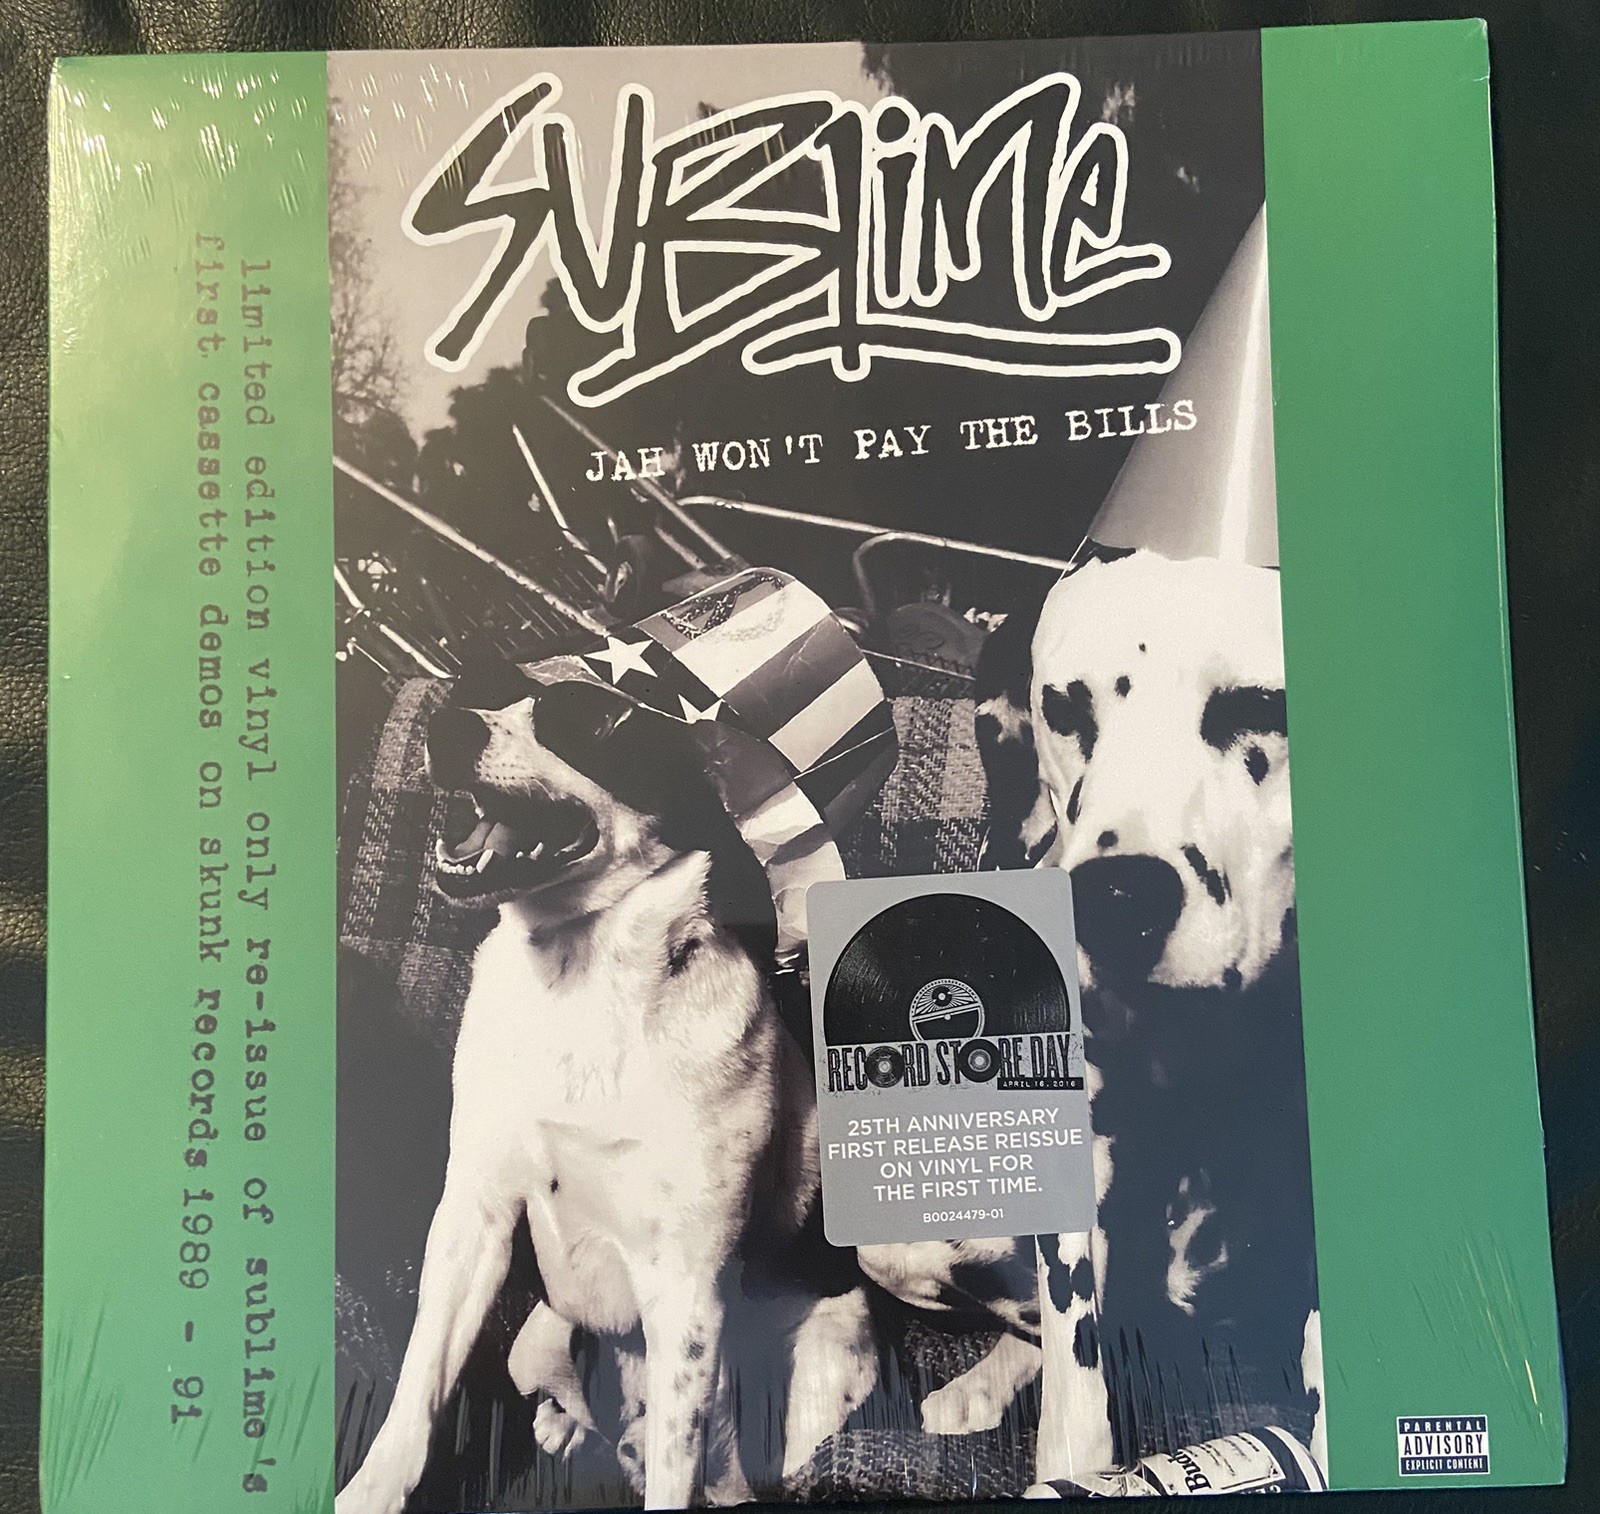 SUBLIME
JAH WON'T PAY THE BILLS
limited edition vinyl only re-issue of sublime's
first cassette demos on skunk records 1989 - 91
RECORD STORE DAY
APRIL 16, 2016
25TH ANNIVERSARY
FIRST RELEASE REISSUE
ON VINYL FOR
THE FIRST TIME.
B0024479-01
Bud
PARENTAL
ADVISORY
EXPLICIT CONTENT